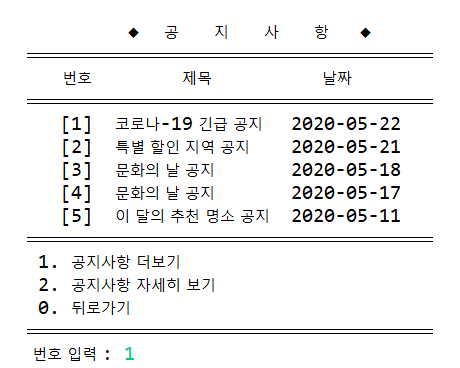 ◆ 공 지 사 항 ◆
번호 제목 날짜
[1] 코로나-19 긴급 공지 2020-05-22
[2] 특별 할인 지역 공지 2020-05-21
[3] 문화의 날 공지 2020-05-18
[4] 문화의 날 공지 2020-05-17
[5] 이 달의 추천 명소 공지 2020-05-11
1. 공지사항 더보기
2. 공지사항 자세히 보기
0. 뒤로가기
번호 입력 : 1